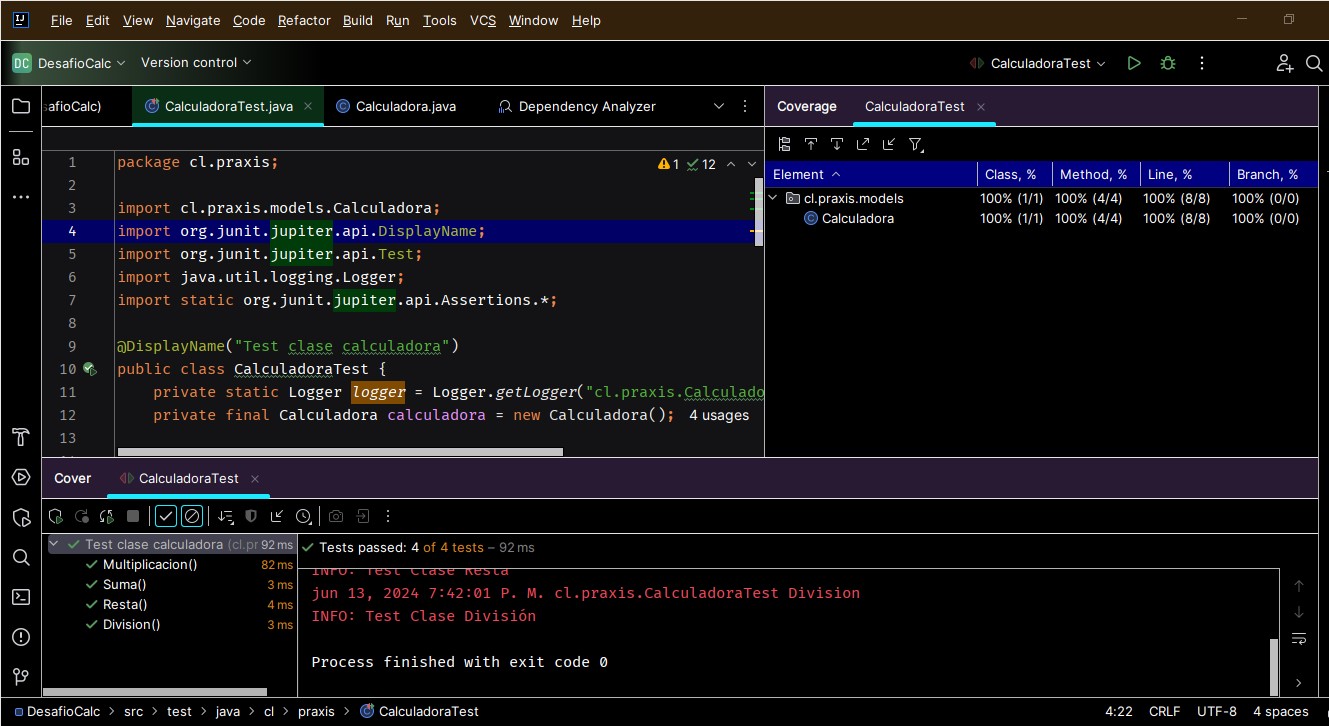 File Edit View Navigate Code Refactor Build Run Tools VCS Window Help
DC DesafioCalc Version control CalculadoraTest
afioCalc) CalculadoraTest.java Calculadora.java Dependency Analyzer
Coverage CalculadoraTest
1 package cl.praxis; 1 12
2
3 import cl.praxis.models.Calculadora;
4 import org.junit.jupiter.api.DisplayName;
5 import org.junit.jupiter.api.Test;
6 import java.util.logging.Logger;
7 import static org.junit.jupiter.api.Assertions.*;
8
9 @DisplayName("Test clase calculadora")
10 public class CalculadoraTest {
11 private static Logger logger = Logger.getLogger("cl.praxis.Calculado
12 private final Calculadora calculadora = new Calculadora(); 4 usages
13
Element Class, % Method, % Line, % Branch, %
cl.praxis.models 100% (1/1) 100% (4/4) 100% (8/8) 100% (0/0)
Calculadora 100% (1/1) 100% (4/4) 100% (8/8) 100% (0/0)
Cover CalculadoraTest
Test clase calculadora (cl.pr 92 ms
Multiplicacion() 82 ms
Suma() 3 ms
Resta() 4 ms
Division() 3 ms
Tests passed: 4 of 4 tests – 92 ms
INFO: Test Clase Resta
jun 13, 2024 7:42:01 P. M. cl.praxis.CalculadoraTest Division
INFO: Test Clase División
Process finished with exit code 0
DesafioCalc > src > test > java > cl > praxis > CalculadoraTest 4:22 CRLF UTF-8 4 spaces